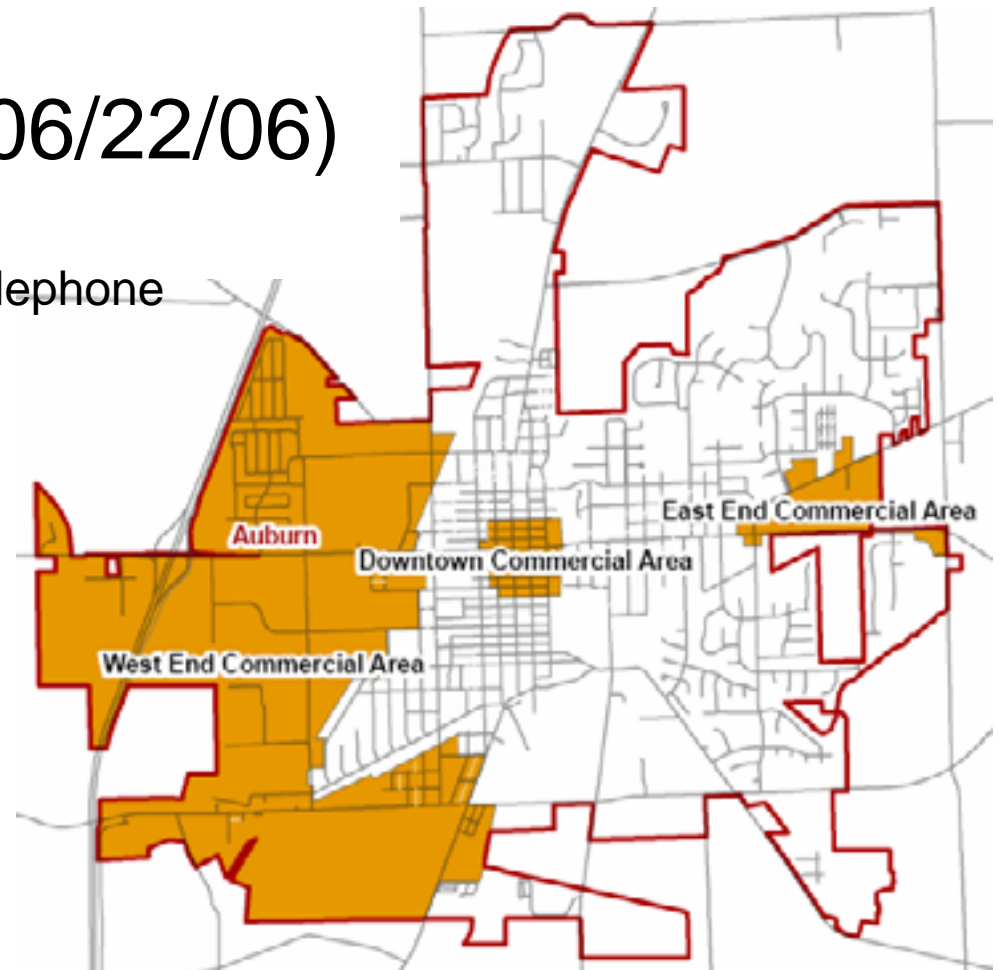 06/22/06)
lephone
East End Commercial Area
Auburn
Downtown Commercial Area
West End Commercial Area